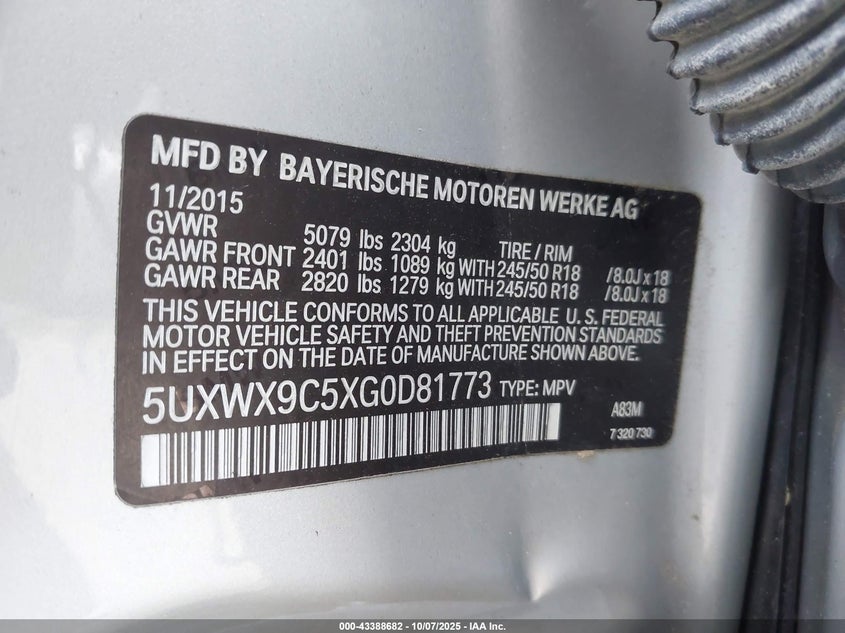 MFD BY BAYERISCHE MOTOREN WERKE AG
11/2015
GVWR 5079 lbs 2304 kg TIRE / RIM
GAWR FRONT 2401 lbs 1089 kg WITH 245/50 R18 /8.0J x 18
GAWR REAR 2820 lbs 1279 kg WITH 245/50 R18 /8.0J x 18
THIS VEHICLE CONFORMS TO ALL APPLICABLE U. S. FEDERAL
MOTOR VEHICLE SAFETY AND THEFT PREVENTION STANDARDS
IN EFFECT ON THE DATE OF MANUFACTURE SHOWN ABOVE.
5UXWX9C5XG0D81773 TYPE: MPV
A83M
7 320 730
000-43388682 - 10/07/2025 - IAA Inc.